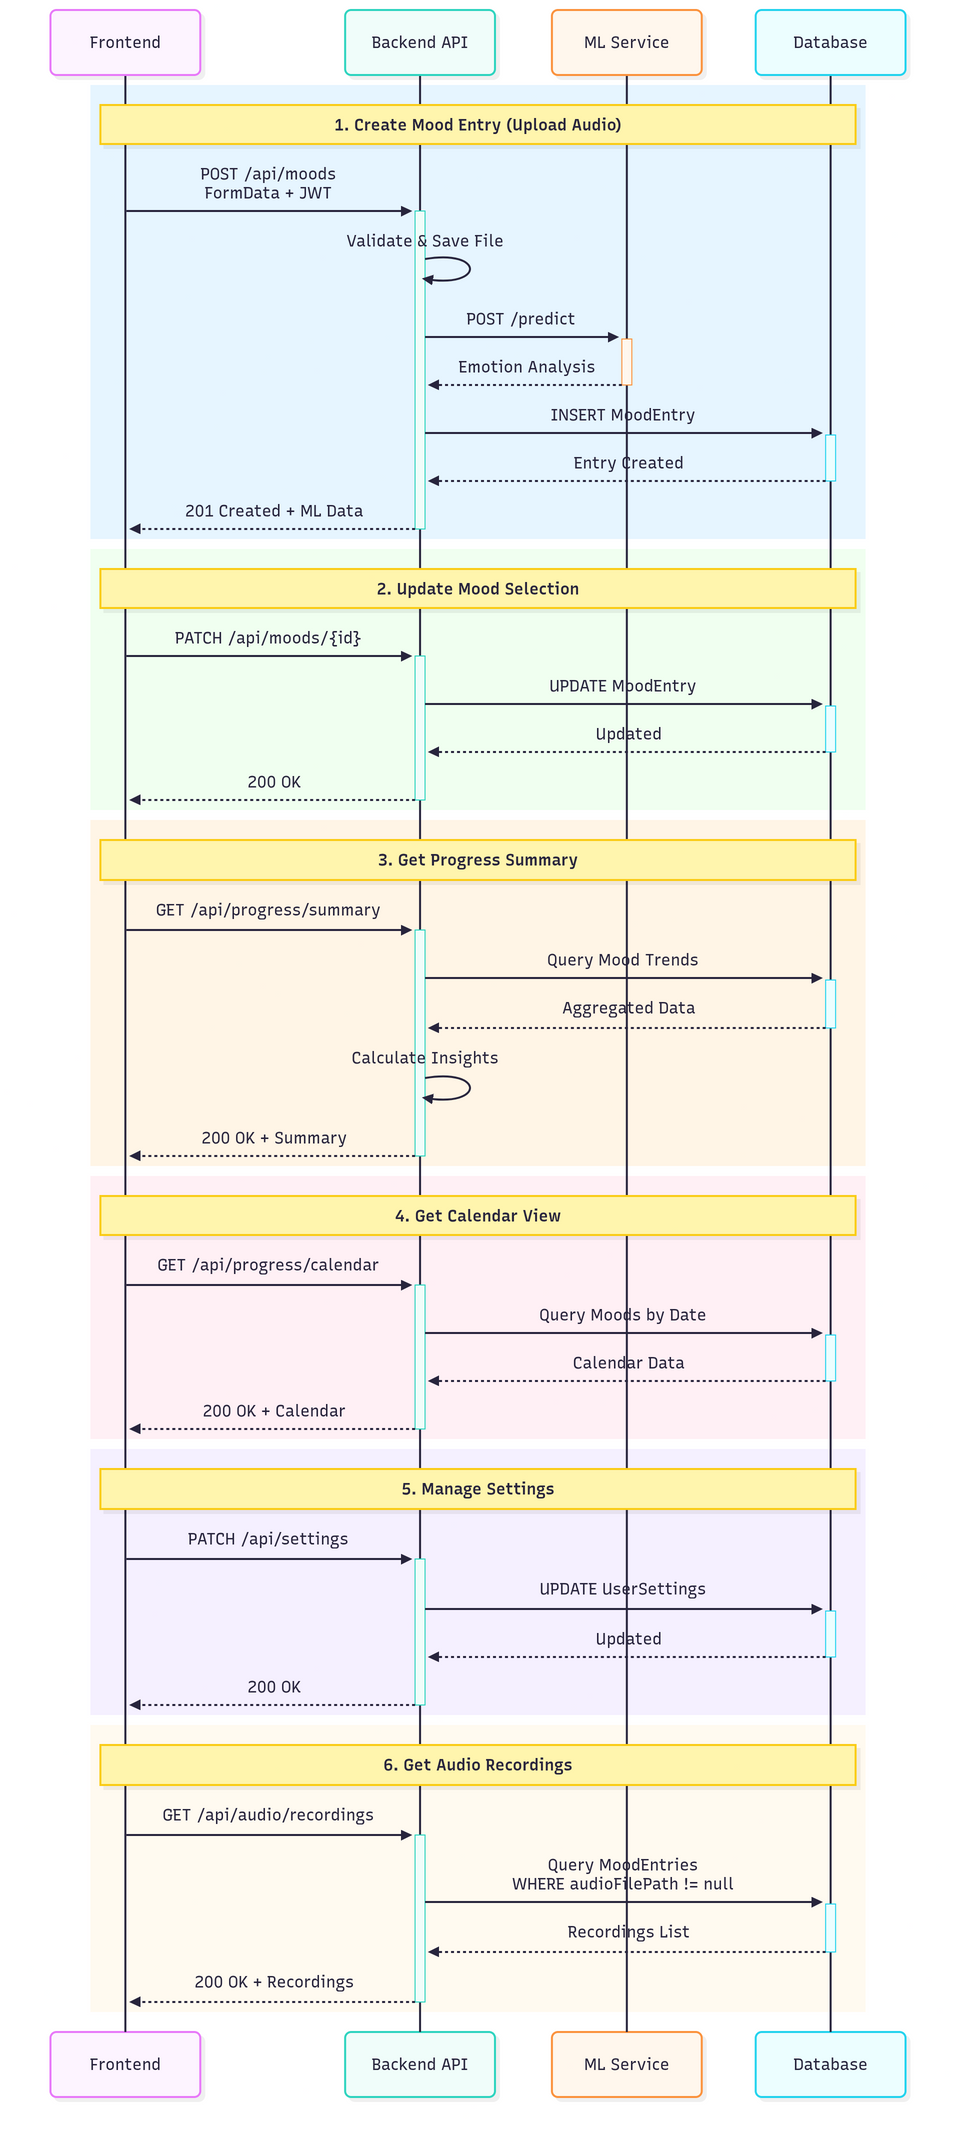 Frontend
Backend API
ML Service
Database
1. Create Mood Entry (Upload Audio)
POST /api/moods
FormData + JWT
Validate & Save File
POST /predict
Emotion Analysis
INSERT MoodEntry
Entry Created
201 Created + ML Data
2. Update Mood Selection
PATCH /api/moods/{id}
UPDATE MoodEntry
Updated
200 OK
3. Get Progress Summary
GET /api/progress/summary
Query Mood Trends
Aggregated Data
Calculate Insights
200 OK + Summary
4. Get Calendar View
GET /api/progress/calendar
Query Moods by Date
Calendar Data
200 OK + Calendar
5. Manage Settings
PATCH /api/settings
UPDATE UserSettings
Updated
200 OK
6. Get Audio Recordings
GET /api/audio/recordings
Query MoodEntries
WHERE audioFilePath != null
Recordings List
200 OK + Recordings
Frontend
Backend API
ML Service
Database